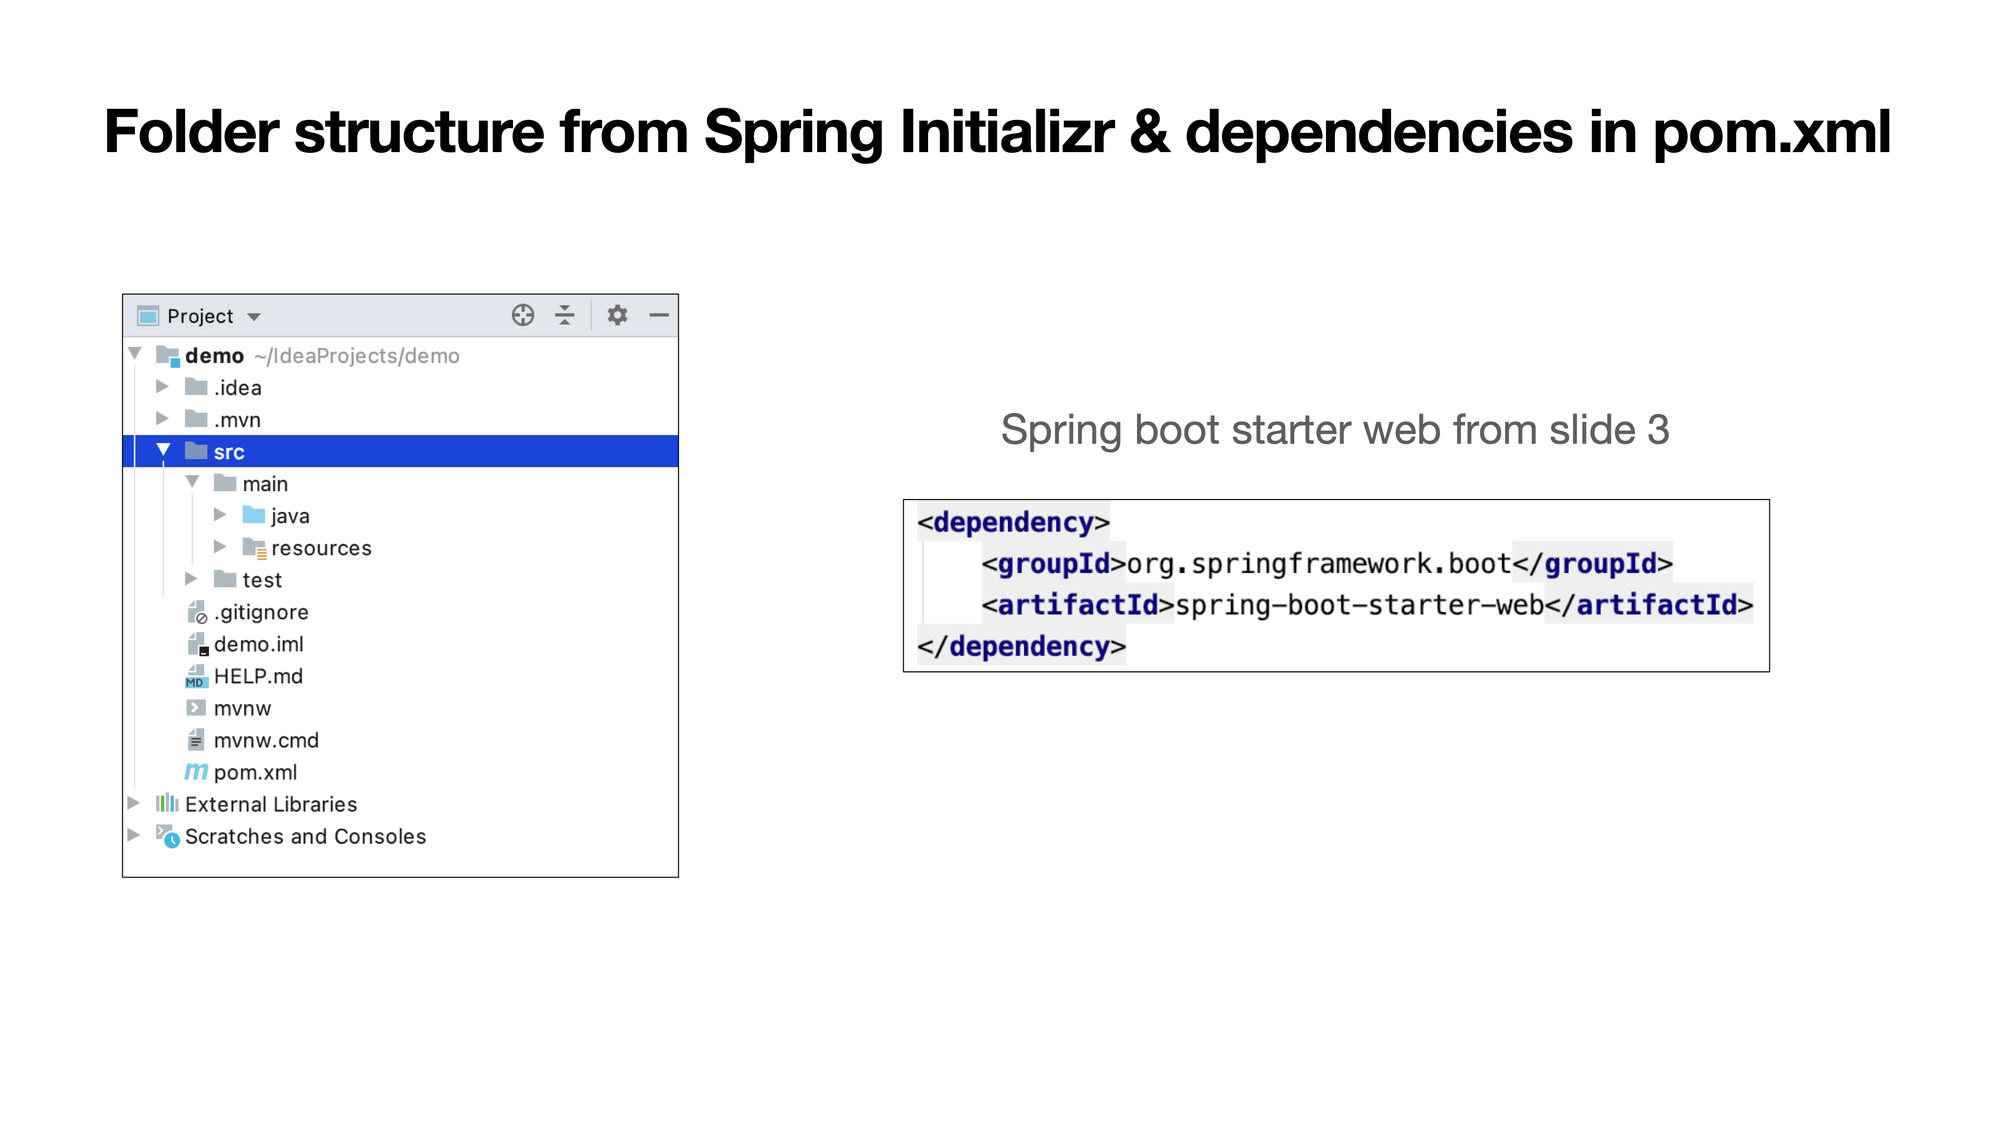 Folder structure from Spring Initializr & dependencies in pom.xml
Project
demo ~/IdeaProjects/demo
.idea
.mvn
src
main
java
resources
test
.gitignore
demo.iml
HELP.md
mvnw
mvnw.cmd
pom.xml
External Libraries
Scratches and Consoles
Spring boot starter web from slide 3
<dependency>
<groupId>org.springframework.boot</groupId>
<artifactId>spring-boot-starter-web</artifactId>
</dependency>